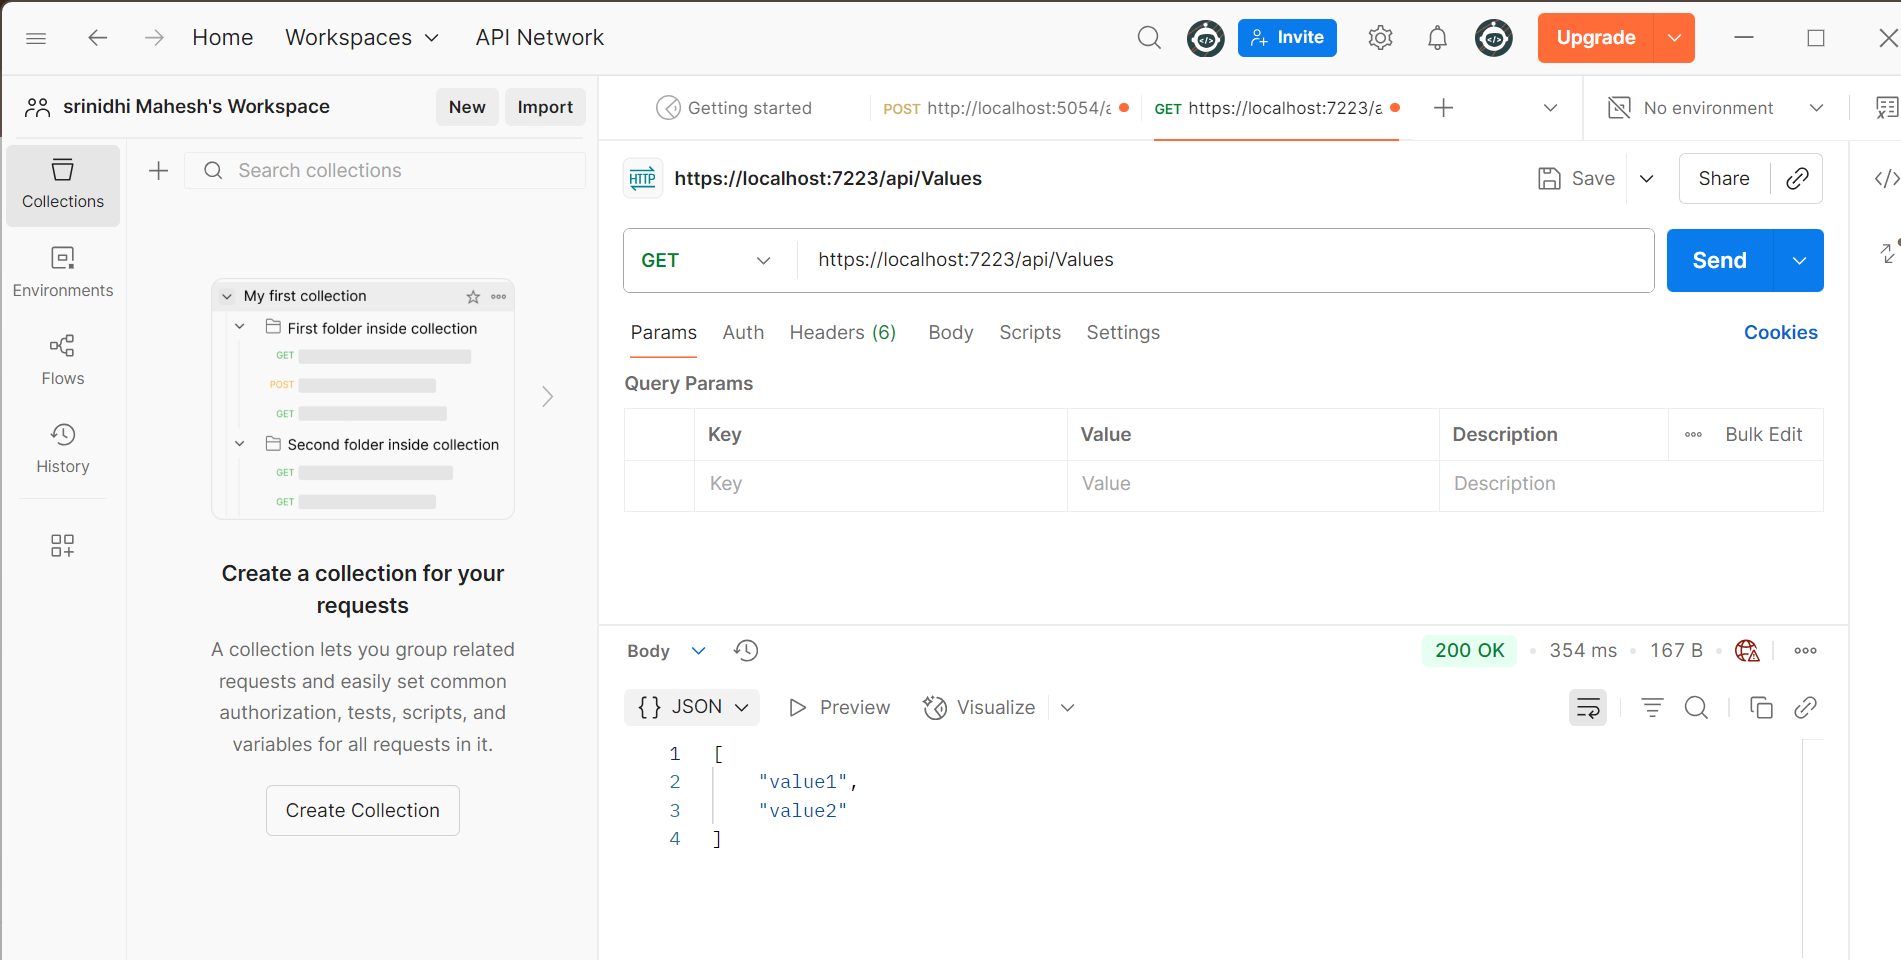 Home
Workspaces
API Network
Invite
Upgrade
srinidhi Mahesh's Workspace
New
Import
Getting started
POST http://localhost:5054/a
GET https://localhost:7223/a
No environment
Collections
Environments
Flows
History
Search collections
My first collection
First folder inside collection
GET
POST
GET
Second folder inside collection
GET
GET
Create a collection for your
requests
A collection lets you group related
requests and easily set common
authorization, tests, scripts, and
variables for all requests in it.
Create Collection
HTTP
https://localhost:7223/api/Values
Save
Share
GET
https://localhost:7223/api/Values
Send
Params
Auth
Headers (6)
Body
Scripts
Settings
Cookies
Query Params
Key
Value
Description
Bulk Edit
Key
Value
Description
Body
200 OK
354 ms
167 B
{} JSON
Preview
Visualize
1 [
2 "value1",
3 "value2"
4 ]